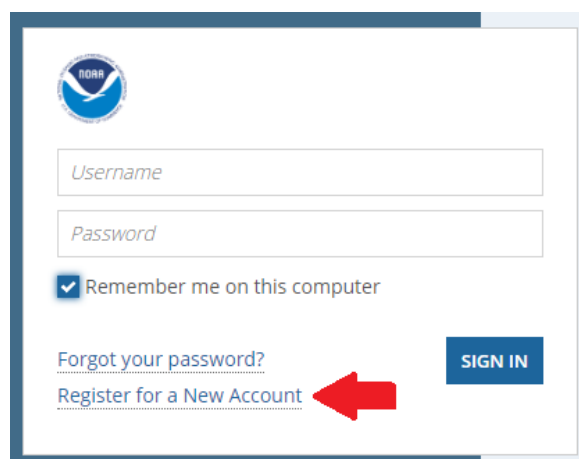 NOAA
Username
Password
Remember me on this computer
Forgot your password?
SIGN IN
Register for a New Account